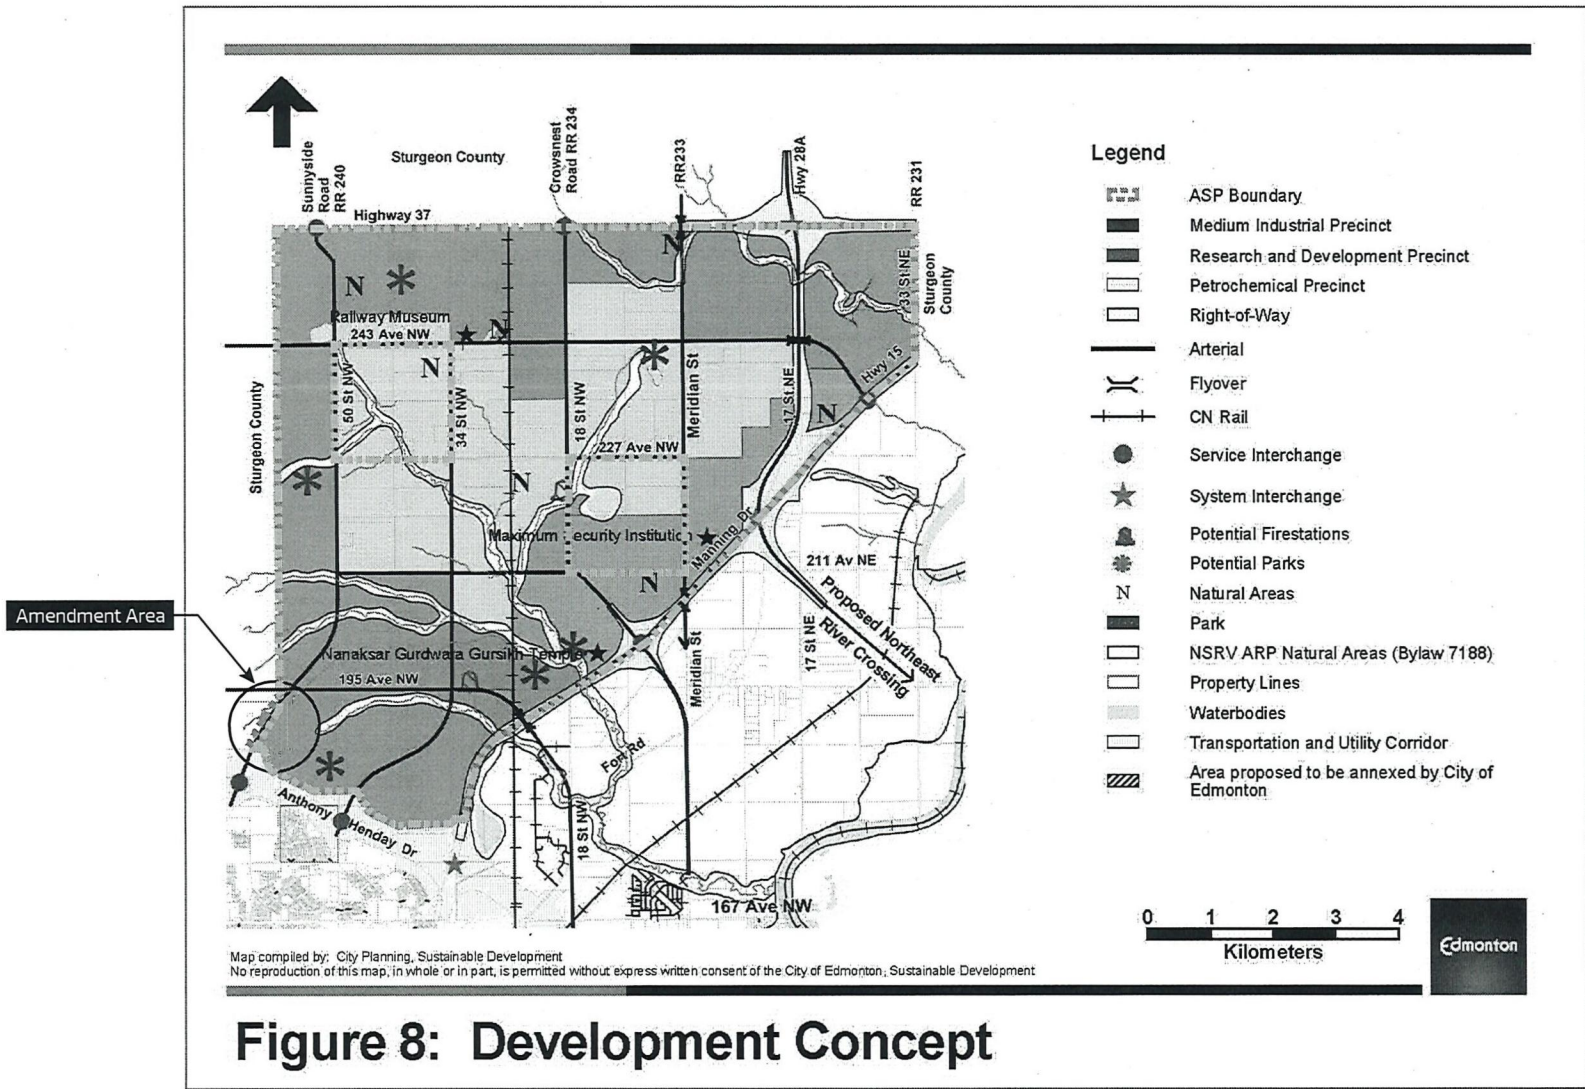 Sunnyside
Road
RR 240
Sturgeon County
Highway 37
Crowsnest
Road RR 234
RR233
Hwy 28A
RR 231
N
N
Railway Museum
243 Ave NW
N
N
33 St NE
Sturgeon
County
Hwy 15
Sturgeon County
50 St NW
34 St NW
18 St NW
Meridian St
17 St NE
N
227 Ave NW
N
Maximum Security Institution
Manning Dr
N
211 Av NE
Proposed Northeast
River Crossing
17 St NE
Amendment Area
Nanaksar Gurdwara Gursikh Temple
195 Ave NW
Meridian St
Fort Rd
Anthony
Henday Dr
18 St NW
167 Ave NW
Legend
ASP Boundary
Medium Industrial Precinct
Research and Development Precinct
Petrochemical Precinct
Right-of-Way
Arterial
Flyover
CN Rail
Service Interchange
System Interchange
Potential Firestations
Potential Parks
N Natural Areas
Park
NSRV ARP Natural Areas (Bylaw 7188)
Property Lines
Waterbodies
Transportation and Utility Corridor
Area proposed to be annexed by City of
Edmonton
0 1 2 3 4
Kilometers
Edmonton
Map compiled by: City Planning, Sustainable Development
No reproduction of this map, in whole or in part, is permitted without express written consent of the City of Edmonton, Sustainable Development
Figure 8: Development Concept